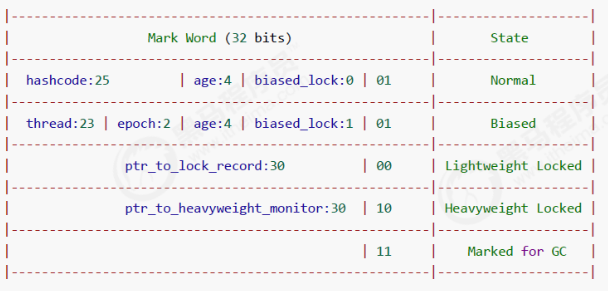 |-------------------------------------------------------|--------------------|
| Mark Word (32 bits) | State |
|-------------------------------------------------------|--------------------|
| hashcode:25 | age:4 | biased_lock:0 | 01 | Normal |
|-------------------------------------------------------|--------------------|
| thread:23 | epoch:2 | age:4 | biased_lock:1 | 01 | Biased |
|-------------------------------------------------------|--------------------|
| ptr_to_lock_record:30 | 00 | Lightweight Locked |
|-------------------------------------------------------|--------------------|
| ptr_to_heavyweight_monitor:30 | 10 | Heavyweight Locked |
|-------------------------------------------------------|--------------------|
| | 11 | Marked for GC |
|-------------------------------------------------------|--------------------|